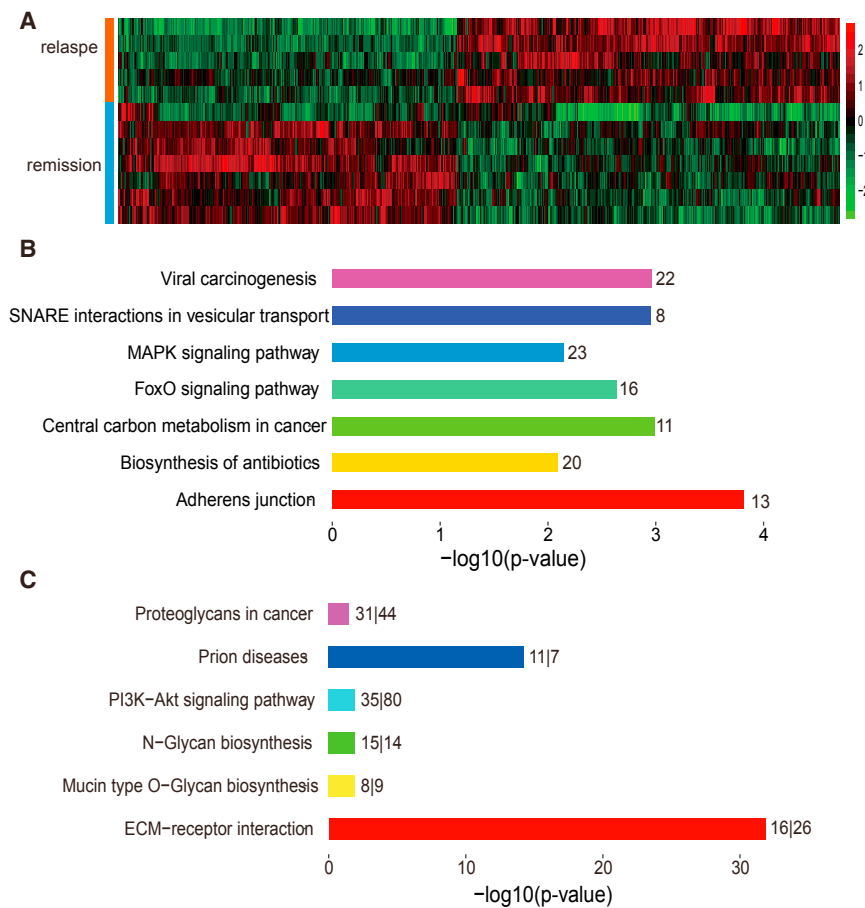 A
relaspe
remission
2
1
0
-1
-2
B
Viral carcinogenesis 22
SNARE interactions in vesicular transport 8
MAPK signaling pathway 23
FoxO signaling pathway 16
Central carbon metabolism in cancer 11
Biosynthesis of antibiotics 20
Adherens junction 13
0 1 2 3 4
−log10(p-value)
C
Proteoglycans in cancer 31|44
Prion diseases 11|7
PI3K−Akt signaling pathway 35|80
N−Glycan biosynthesis 15|14
Mucin type O−Glycan biosynthesis 8|9
ECM−receptor interaction 16|26
0 10 20 30
−log10(p-value)